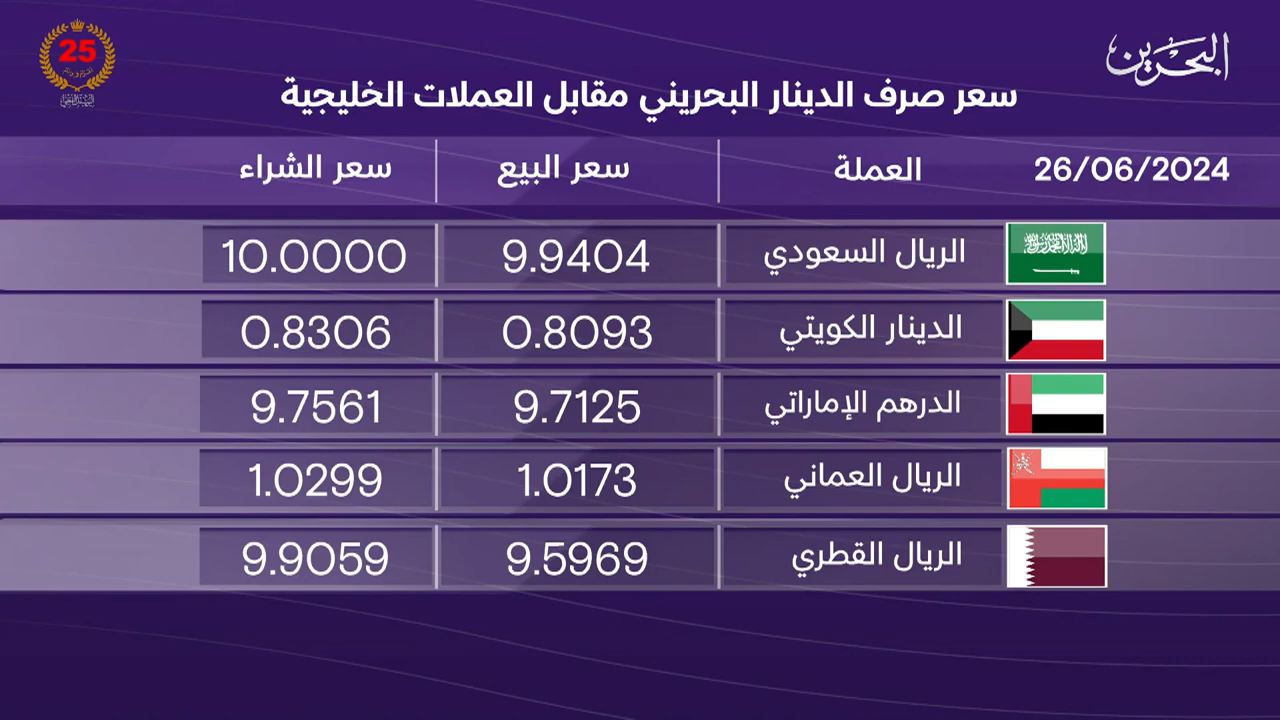 البحرين
25
سعر صرف الدينار البحريني مقابل العملات الخليجية
26/06/2024 العملة سعر البيع سعر الشراء
الريال السعودي 9.9404 10.0000
الدينار الكويتي 0.8093 0.8306
الدرهم الإماراتي 9.7125 9.7561
الريال العماني 1.0173 1.0299
الريال القطري 9.5969 9.9059